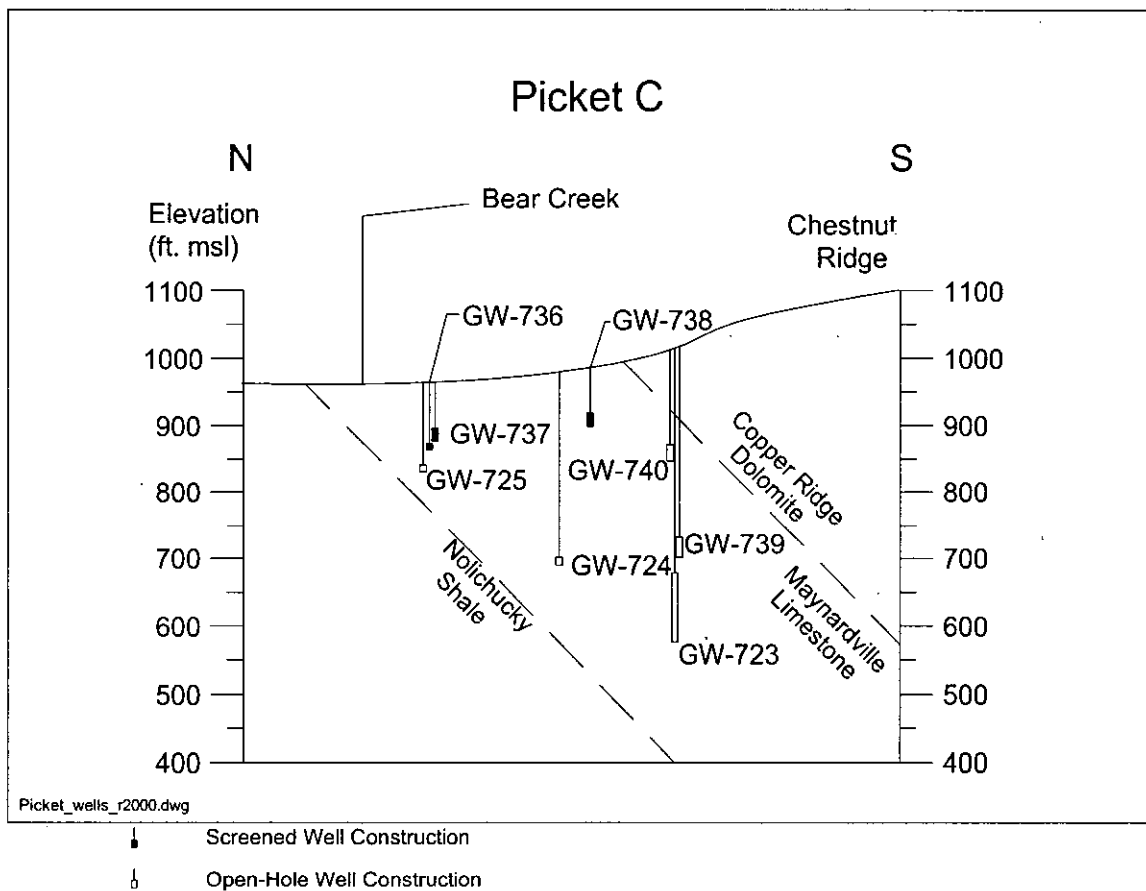 Picket C
N
S
Bear Creek
Elevation
(ft. msl)
Chestnut
Ridge
1100
1100
GW-736
GW-738
1000
1000
900
900
GW-737
GW-740
GW-725
Copper Ridge
Dolomite
800
800
700
700
GW-739
GW-724
Nolichucky
Shale
Maynardville
Limestone
600
600
GW-723
500
500
400
400
Picket_wells_r2000.dwg
Screened Well Construction
Open-Hole Well Construction